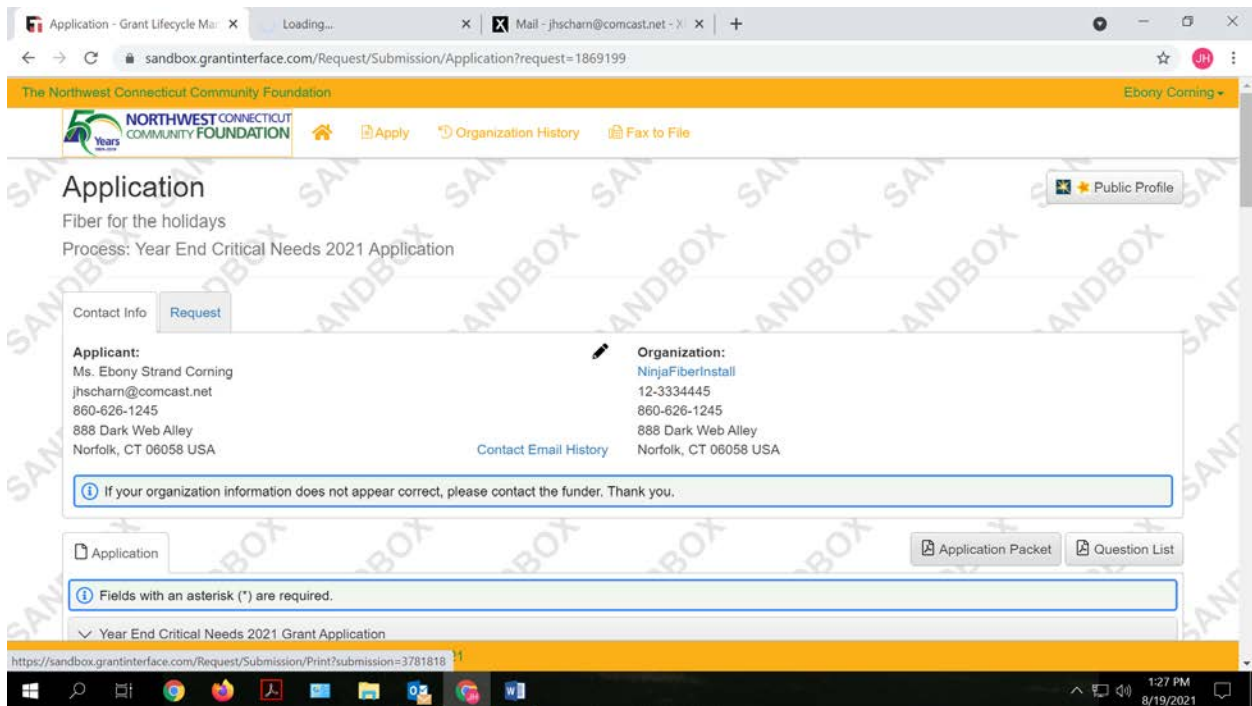 Application - Grant Lifecycle Ma
Loading...
Mail - jhscharn@comcast.net - X
sandbox.grantinterface.com/Request/Submission/Application?request=1869199
JH
The Northwest Connecticut Community Foundation
Ebony Corning
50 Years
NORTHWEST CONNECTICUT
COMMUNITY FOUNDATION
Apply
Organization History
Fax to File
Application
Public Profile
Fiber for the holidays
Process: Year End Critical Needs 2021 Application
Contact Info
Request
Applicant:
Ms. Ebony Strand Corning
jhscharn@comcast.net
860-626-1245
888 Dark Web Alley
Norfolk, CT 06058 USA
Contact Email History
Organization:
NinjaFiberInstall
12-3334445
860-626-1245
888 Dark Web Alley
Norfolk, CT 06058 USA
If your organization information does not appear correct, please contact the funder. Thank you.
Application
Application Packet
Question List
Fields with an asterisk (*) are required.
Year End Critical Needs 2021 Grant Application
https://sandbox.grantinterface.com/Request/Submission/Print?submission=3781818
1:27 PM
8/19/2021
SANDBOX